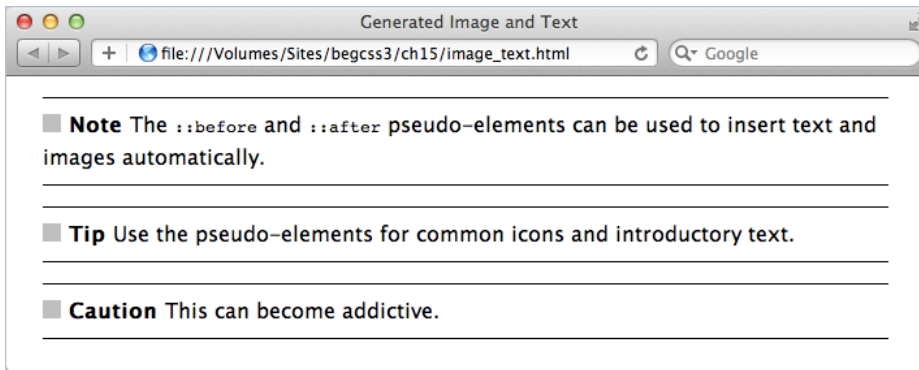 Generated Image and Text
file:///Volumes/Sites/begcss3/ch15/image_text.html
Google
Note The ::before and ::after pseudo-elements can be used to insert text and
images automatically.
Tip Use the pseudo-elements for common icons and introductory text.
Caution This can become addictive.